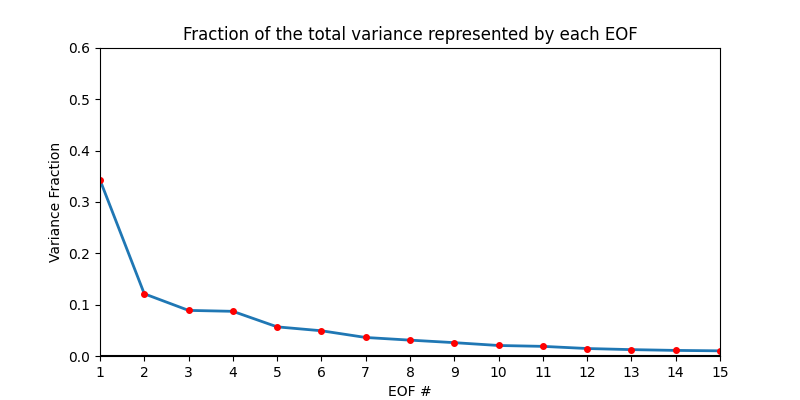 Fraction of the total variance represented by each EOF
0.6
0.5
0.4
0.3
0.2
0.1
0.0
Variance Fraction
1 2 3 4 5 6 7 8 9 10 11 12 13 14 15
EOF #